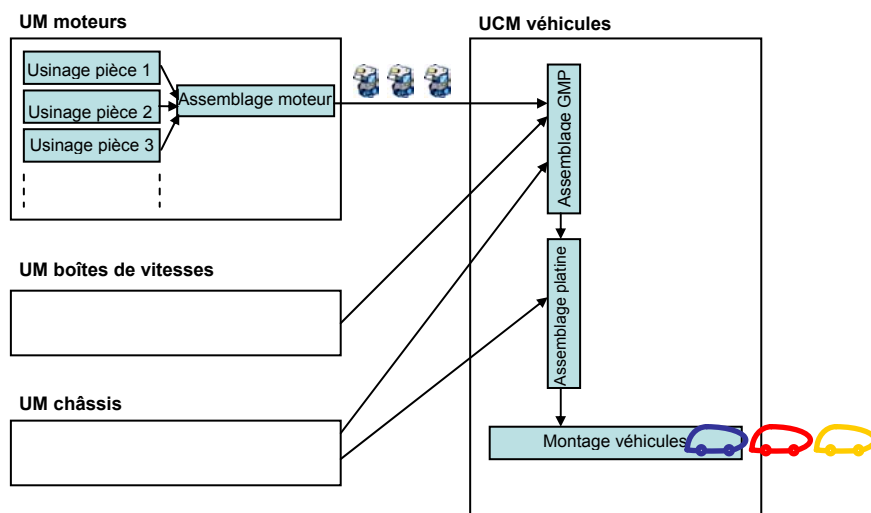 UM moteurs
Usinage pièce 1
Usinage pièce 2
Usinage pièce 3
Assemblage moteur
UM boîtes de vitesses
UM châssis
UCM véhicules
Assemblage GMP
Assemblage platine
Montage véhicules